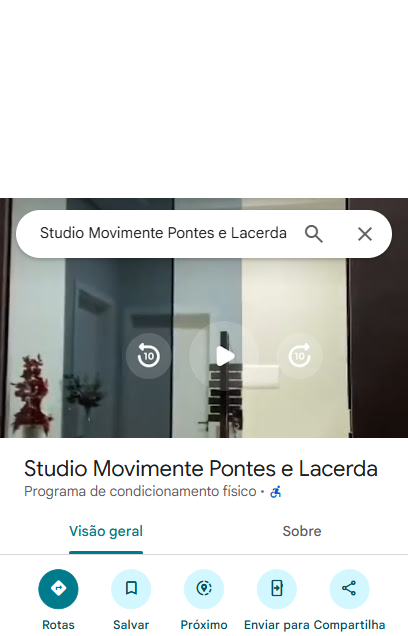 Studio Movimente Pontes e Lacerda
10
10
Studio Movimente Pontes e Lacerda
Programa de condicionamento físico ·
Visão geral
Sobre
Rotas
Salvar
Próximo
Enviar para
Compartilha